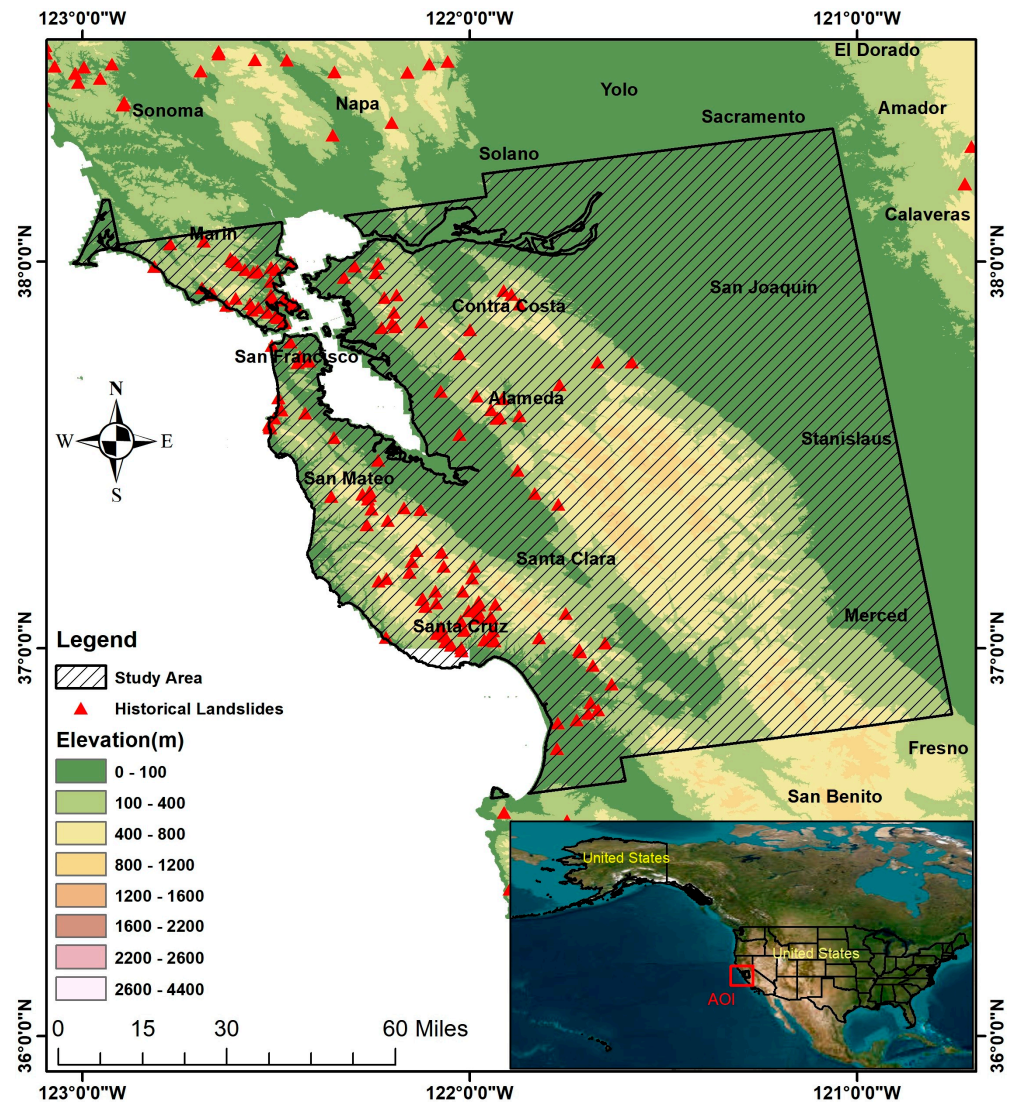 123°0'0"W
122°0'0"W
121°0'0"W
El Dorado
Yolo
Napa
Sonoma
Amador
Sacramento
Solano
Calaveras
Marin
38°0'0"N
38°0'0"N
San Joaquin
Contra Costa
San Francisco
Alameda
N
W
E
S
Stanislaus
San Mateo
Santa Clara
Merced
Santa Cruz
37°0'0"N
37°0'0"N
Legend
Study Area
Historical Landslides
Elevation(m)
0 - 100
100 - 400
400 - 800
800 - 1200
1200 - 1600
1600 - 2200
2200 - 2600
2600 - 4400
Fresno
San Benito
United States
United States
AOI
0 15 30 60 Miles
36°0'0"N
36°0'0"N
123°0'0"W
122°0'0"W
121°0'0"W